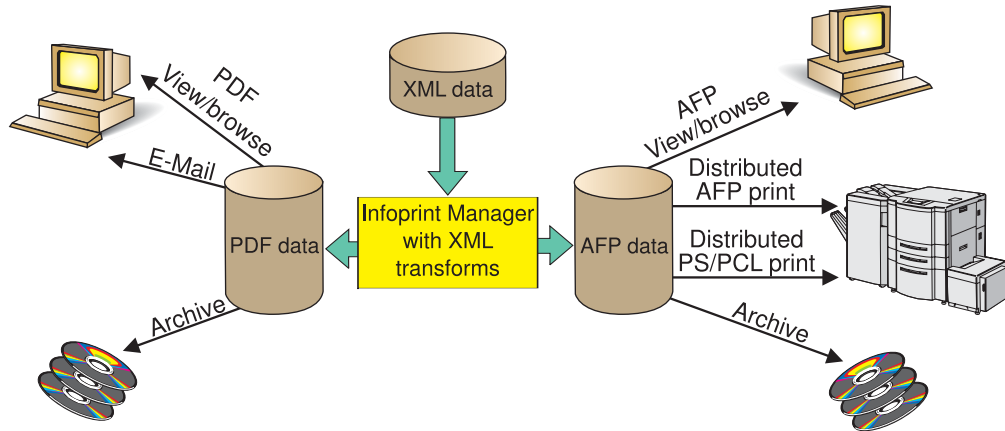 XML data
PDF
View/browse
E-Mail
PDF data
Archive
Infoprint Manager
with XML
transforms
AFP
View/browse
Distributed
AFP print
AFP data
Distributed
PS/PCL print
Archive